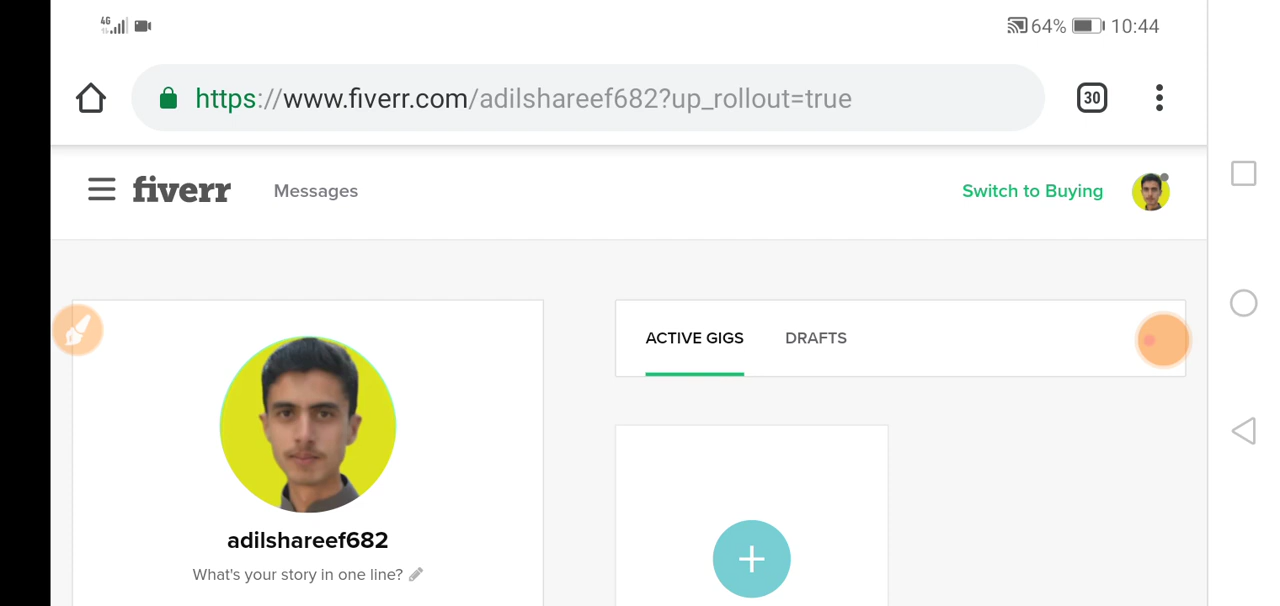 4G 64% 10:44
https://www.fiverr.com/adilshareef682?up_rollout=true 30
fiverr Messages Switch to Buying
ACTIVE GIGS DRAFTS
adilshareef682
What's your story in one line?